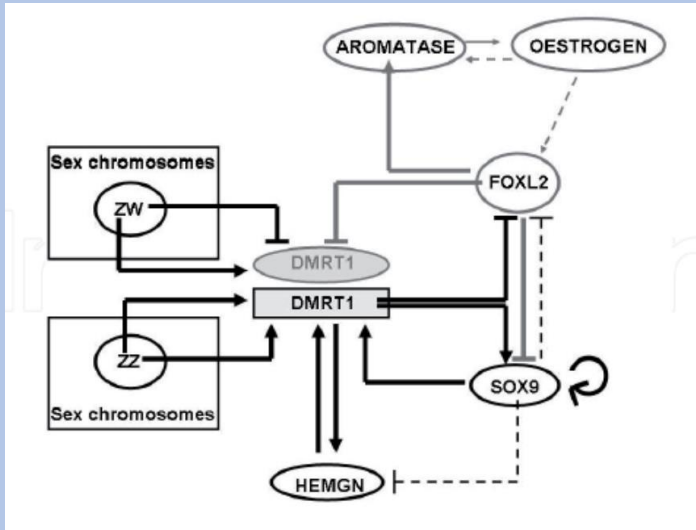 AROMATASE
OESTROGEN
Sex chromosomes
ZW
FOXL2
DMRT1
DMRT1
ZZ
SOX9
Sex chromosomes
HEMGN